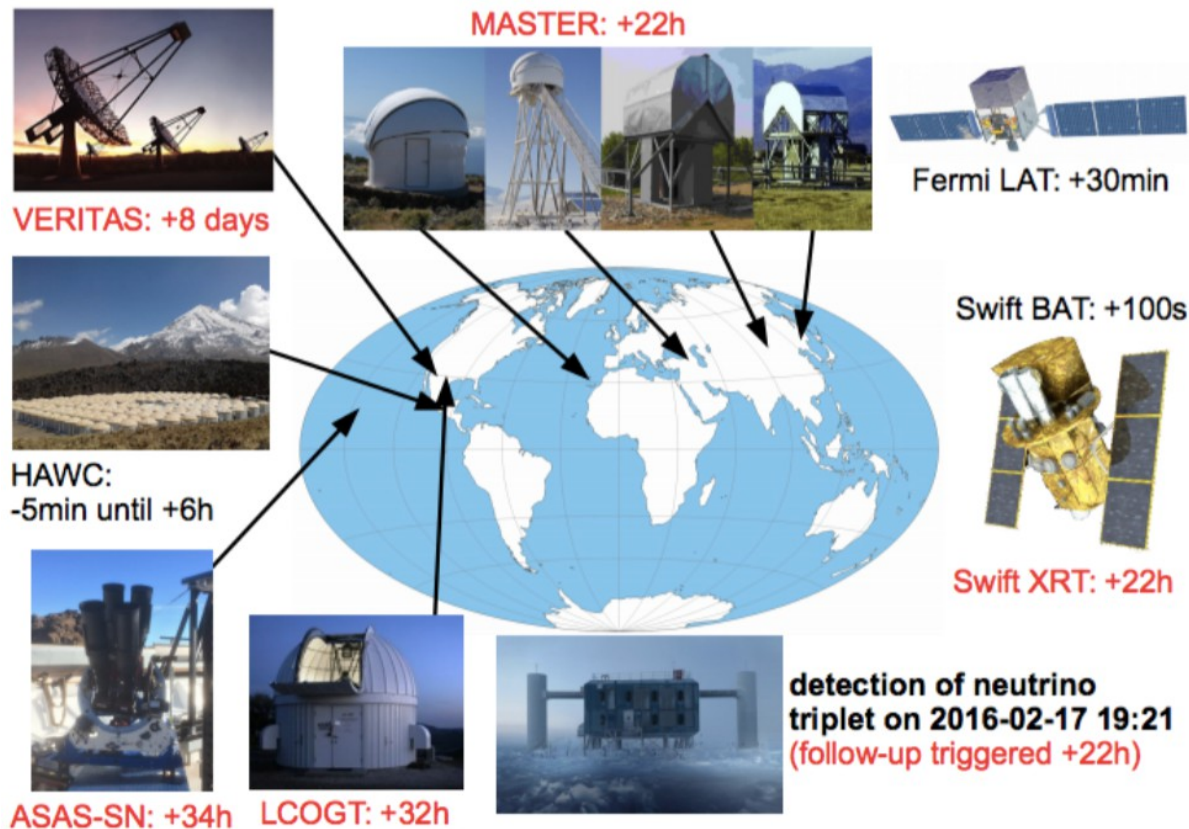 MASTER: +22h
VERITAS: +8 days
Fermi LAT: +30min
Swift BAT: +100s
HAWC:
-5min until +6h
Swift XRT: +22h
detection of neutrino
triplet on 2016-02-17 19:21
(follow-up triggered +22h)
ASAS-SN: +34h
LCOGT: +32h